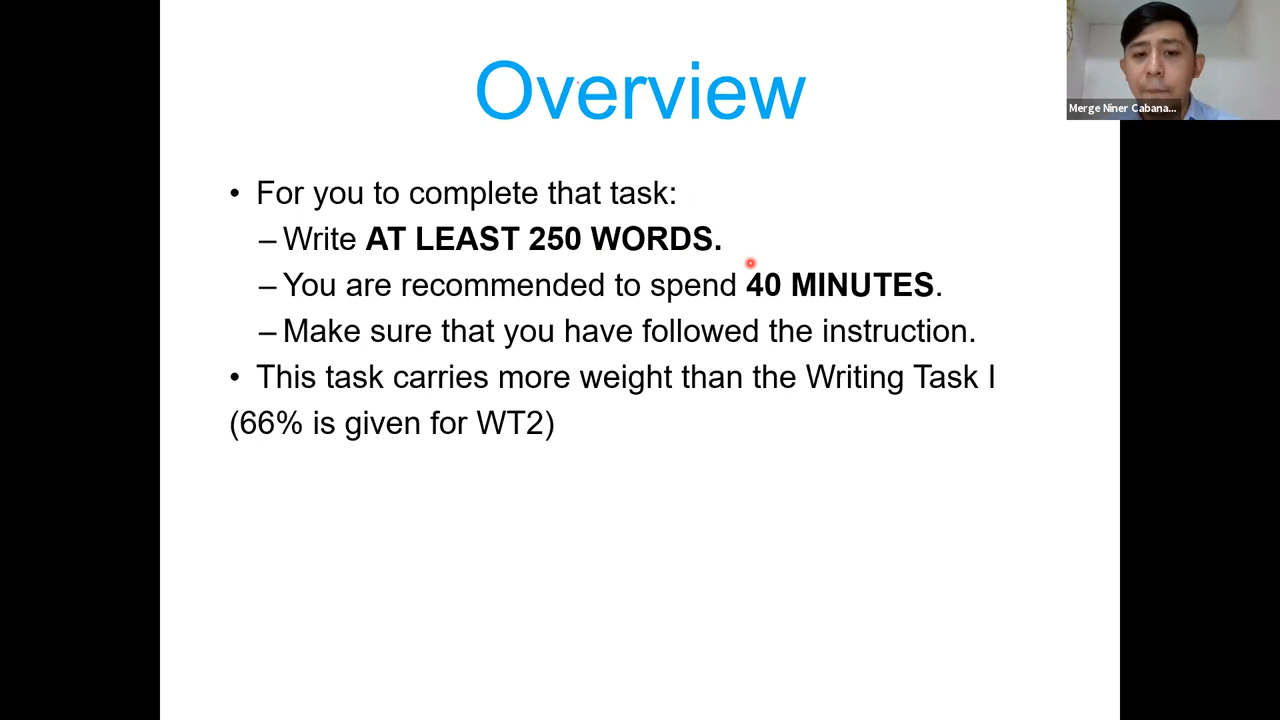 Overview
Merge Niner Cabana...
• For you to complete that task:
– Write AT LEAST 250 WORDS.
– You are recommended to spend 40 MINUTES.
– Make sure that you have followed the instruction.
• This task carries more weight than the Writing Task I
(66% is given for WT2)